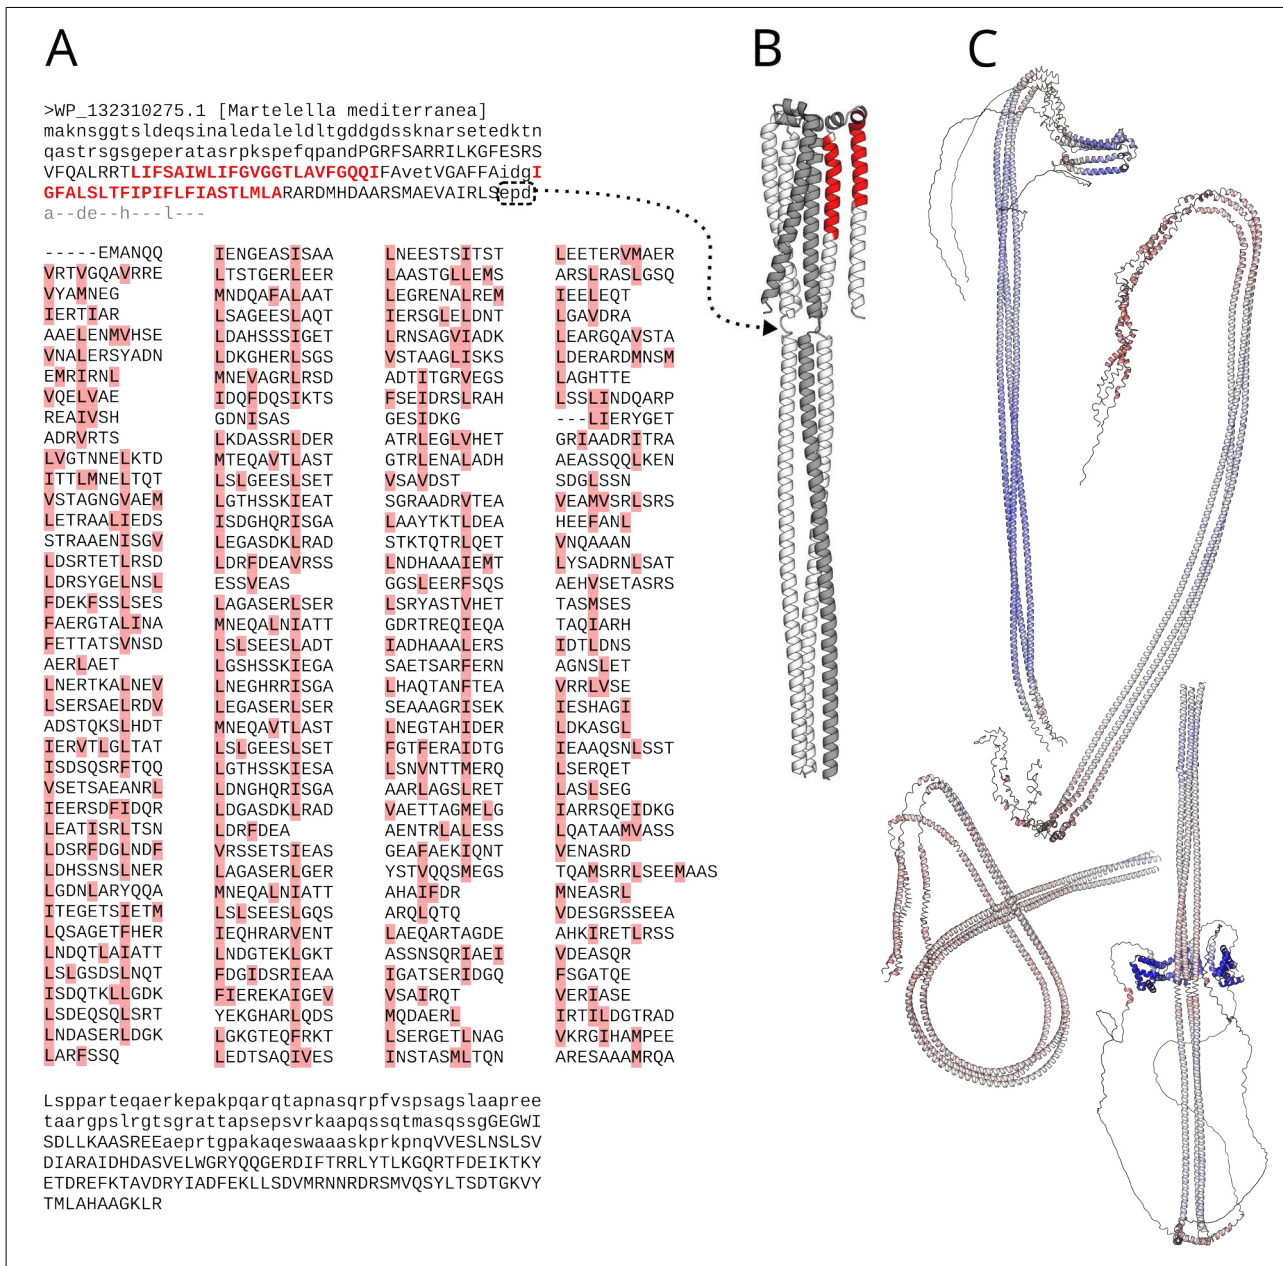 A
B
C
>WP_132310275.1 [Martelella mediterranea]
maknsggtsldeqsinaledaleldltgddgdssknarsetedktn
qastrsgsgeperatasrpkspefqpandPGRFSARRILKGFESRS
VFQALRRTLIFSAIWLIFGVGGTLAVFGQQIFAvetVGAFFAidgI
GFALSLTFIPIFLFIASTLMLARARDMHDAARSMAEVAIRLSepd
a--de--h---l---
-----EMANQQ
VRTVGQAVRRE
VYAMNEG
IERTIAR
AAELENMVHSE
VNALERSYADN
EMRIRNL
VQELVAE
REAIVSH
ADRVRTS
LVGTNNELKTD
ITTLMNELTQT
VSTAGNGVAEM
LETRAALIEDS
STRAAENISGV
LDSRTETLRSD
LDRSYGELNSL
FDEKFSSLSES
FAERGTALINA
FETTATSVNSD
AERLAET
LNERTKALNEV
LSERSAELRDV
ADSTQKSLHDT
IERVTLGLTAT
ISDSQSRFTQQ
VSETSAEANRL
IEERSDFIDQR
LEATISRLTSN
LDSRFDGLNDF
LDHSSNSLNER
LGDNLARYQQA
ITEGETSIETM
LQSAGETFHER
LNDQTLAIATT
LSLGSDSLNQT
ISDQTKLLGDK
LSDEQSQLSRT
LNDASERLDGK
LARFSSQ
IENGEASISAA
LTSTGERLEER
MNDQAFALAAT
LSAGEESLAQT
LDAHSSSIGET
LDKGHERLSGS
MNEVAGRLRSD
IDQFDQSIKTS
GDNISAS
LKDASSRLDER
MTEQAVTLAST
LSLGEESLSET
LGTHSSKIEAT
ISDGHQRISGA
LEGASDKLRAD
LDRFDEAVRSS
ESSVEAS
LAGASERLSER
MNEQALNIATT
LSLSEESLADT
LGSHSSKIEGA
LNEGHRRISGA
LEGASERLSER
MNEQAVTLAST
LSLGEESLSET
LGTHSSKIESA
LDNGHQRISGA
LDGASDKLRAD
LDRFDEA
VRSSETSIEAS
LAGASERLGER
MNEQALNIATT
LSLSEESLGQS
IEQHRARVENT
LNDGTEKLGKT
FDGIDSRIEAA
FIEREKAIGEV
YEKGHARLQDS
LGKGTEQFRKT
LEDTSAQIVES
LNEESTSITST
LAASTGLLEMS
LEGRENALREM
IERSGLELDNT
LRNSAGVIADK
VSTAAGLISKS
ADTITGRVEGS
FSEIDRSLRAH
GESIDKG
ATRLEGLVHET
GTRLENALADH
VSAVDST
SGRAADRVTEA
LAAYTKTLDEA
STKTQTRLQET
LNDHAAAIEMT
GGSLEERFSQS
LSRYASTVHET
GDRTREQIEQA
IADHAAALERS
SAETSARFERN
LHAQTANFTEA
SEAAAGRISEK
LNEGTAHIDER
FGTFERAIDTG
LSNVNTTMERQ
AARLAGSLRET
VAETTAGMELG
AENTRLALESS
GEAFAEKIQNT
YSTVQQSMEGS
AHAIFDR
ARQLQTQ
LAEQARTAGDE
ASSNSQRIAEI
IGATSERIDGQ
VSAIRQT
MQDAERL
LSERGETLNAG
INSTASMLTQN
LEETERVMAER
ARSLRASLGSQ
IEELEQT
LGAVDRA
LEARGQAVSTA
LDERARDMNSM
LAGHTTE
LSSLINDQARP
---LIERYGET
GRIAADRITRA
AEASSQQLKEN
SDGLSSN
VEAMVSRLSRS
HEEFANL
VNQAAAN
LYSADRNLSAT
AEHVSETASRS
TASMSES
TAQIARH
IDTLDNS
AGNSLET
VRRLVSE
IESHAGI
LDKASGL
IEAAQSNLSST
LSERQET
LASLSEG
IARRSQEIDKG
LQATAAMVASS
VENASRD
TQAMSRRLSEEMAAS
MNEASRL
VDESGRSSEEA
AHKIRETLRSS
VDEASQR
FSGATQE
VERIASE
IRTILDGTRAD
VKRGIHAMPEE
ARESAAAMRQA
Lspparteqaerkepakpqarqtapnasqrpfvspsagslaapree
taargpslrgtsgrattapsepsvrkaapqssqtmasqssgGEGWI
SDLLKAASREEaeprtgpakaqeswaaaskprkpnqVVESLNSLSV
DIARAIDHDASVELWGRYQQGERDIFTRRLYTLKGQRTFDEIKTKY
ETDREFKTAVDRYIADFEKLLSDVMRNNRDRSMVQSYLTSDTGKVY
TMLAHAAGKLR